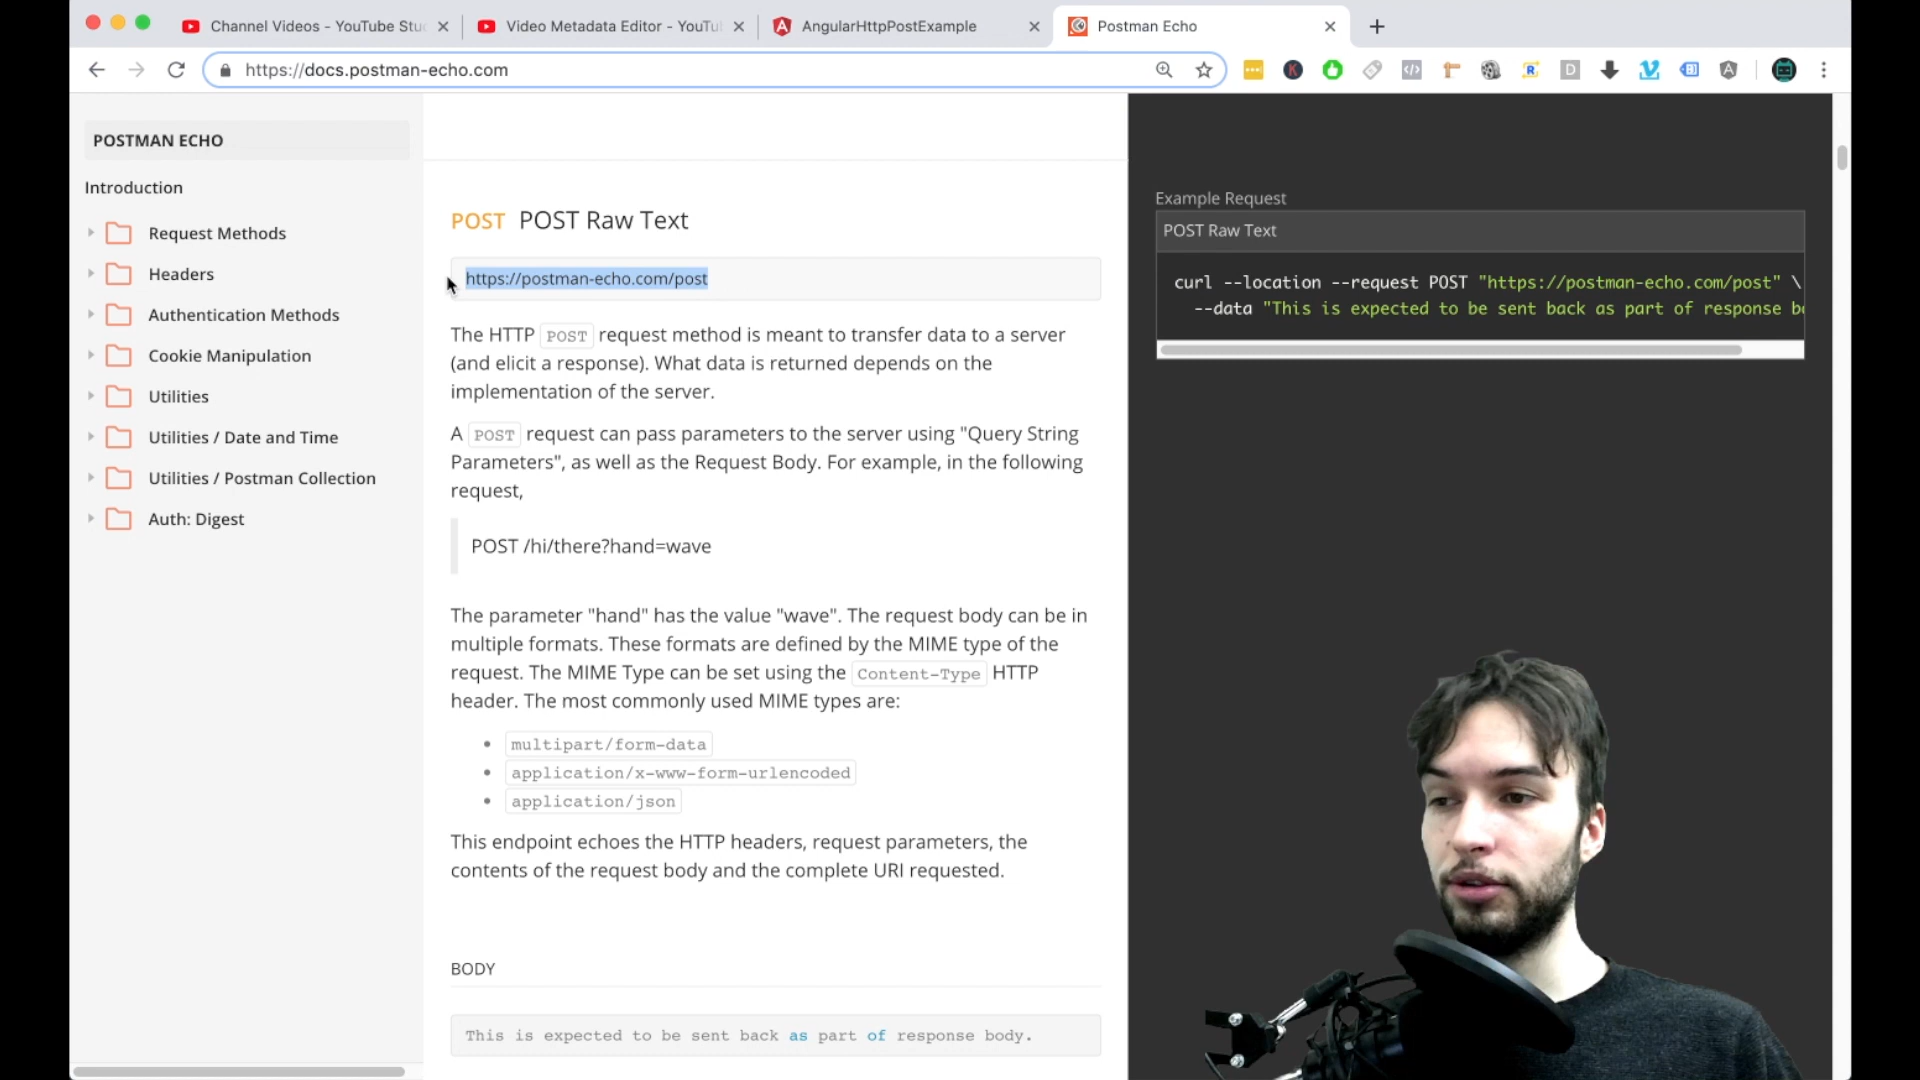 Channel Videos - YouTube Stu
Video Metadata Editor - YouTu
AngularHttpPostExample
Postman Echo
https://docs.postman-echo.com
POSTMAN ECHO
Introduction
Request Methods
Headers
Authentication Methods
Cookie Manipulation
Utilities
Utilities / Date and Time
Utilities / Postman Collection
Auth: Digest
POST POST Raw Text
https://postman-echo.com/post
The HTTP POST request method is meant to transfer data to a server
(and elicit a response). What data is returned depends on the
implementation of the server.
A POST request can pass parameters to the server using "Query String
Parameters", as well as the Request Body. For example, in the following
request,
POST /hi/there?hand=wave
The parameter "hand" has the value "wave". The request body can be in
multiple formats. These formats are defined by the MIME type of the
request. The MIME Type can be set using the Content-Type HTTP
header. The most commonly used MIME types are:
multipart/form-data
application/x-www-form-urlencoded
application/json
This endpoint echoes the HTTP headers, request parameters, the
contents of the request body and the complete URI requested.
BODY
This is expected to be sent back as part of response body.
Example Request
POST Raw Text
curl --location --request POST "https://postman-echo.com/post" \
--data "This is expected to be sent back as part of response b